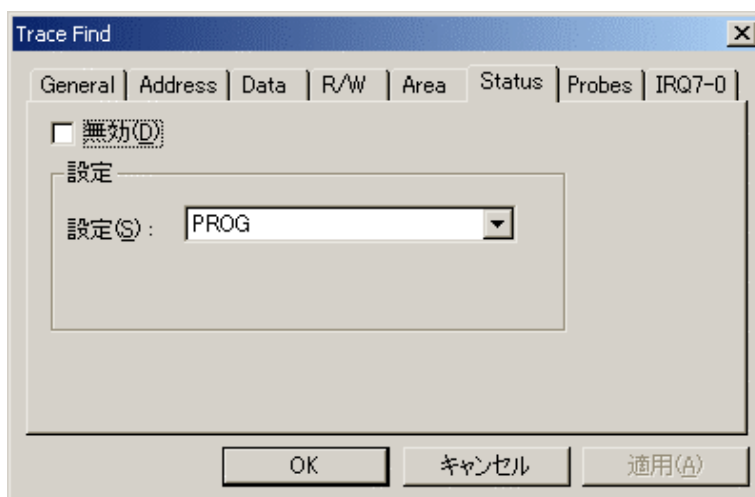 Trace Find
General Address Data R/W Area Status Probes IRQ7-0
無効(D)
設定
設定(S):
PROG
OK キャンセル 適用(A)